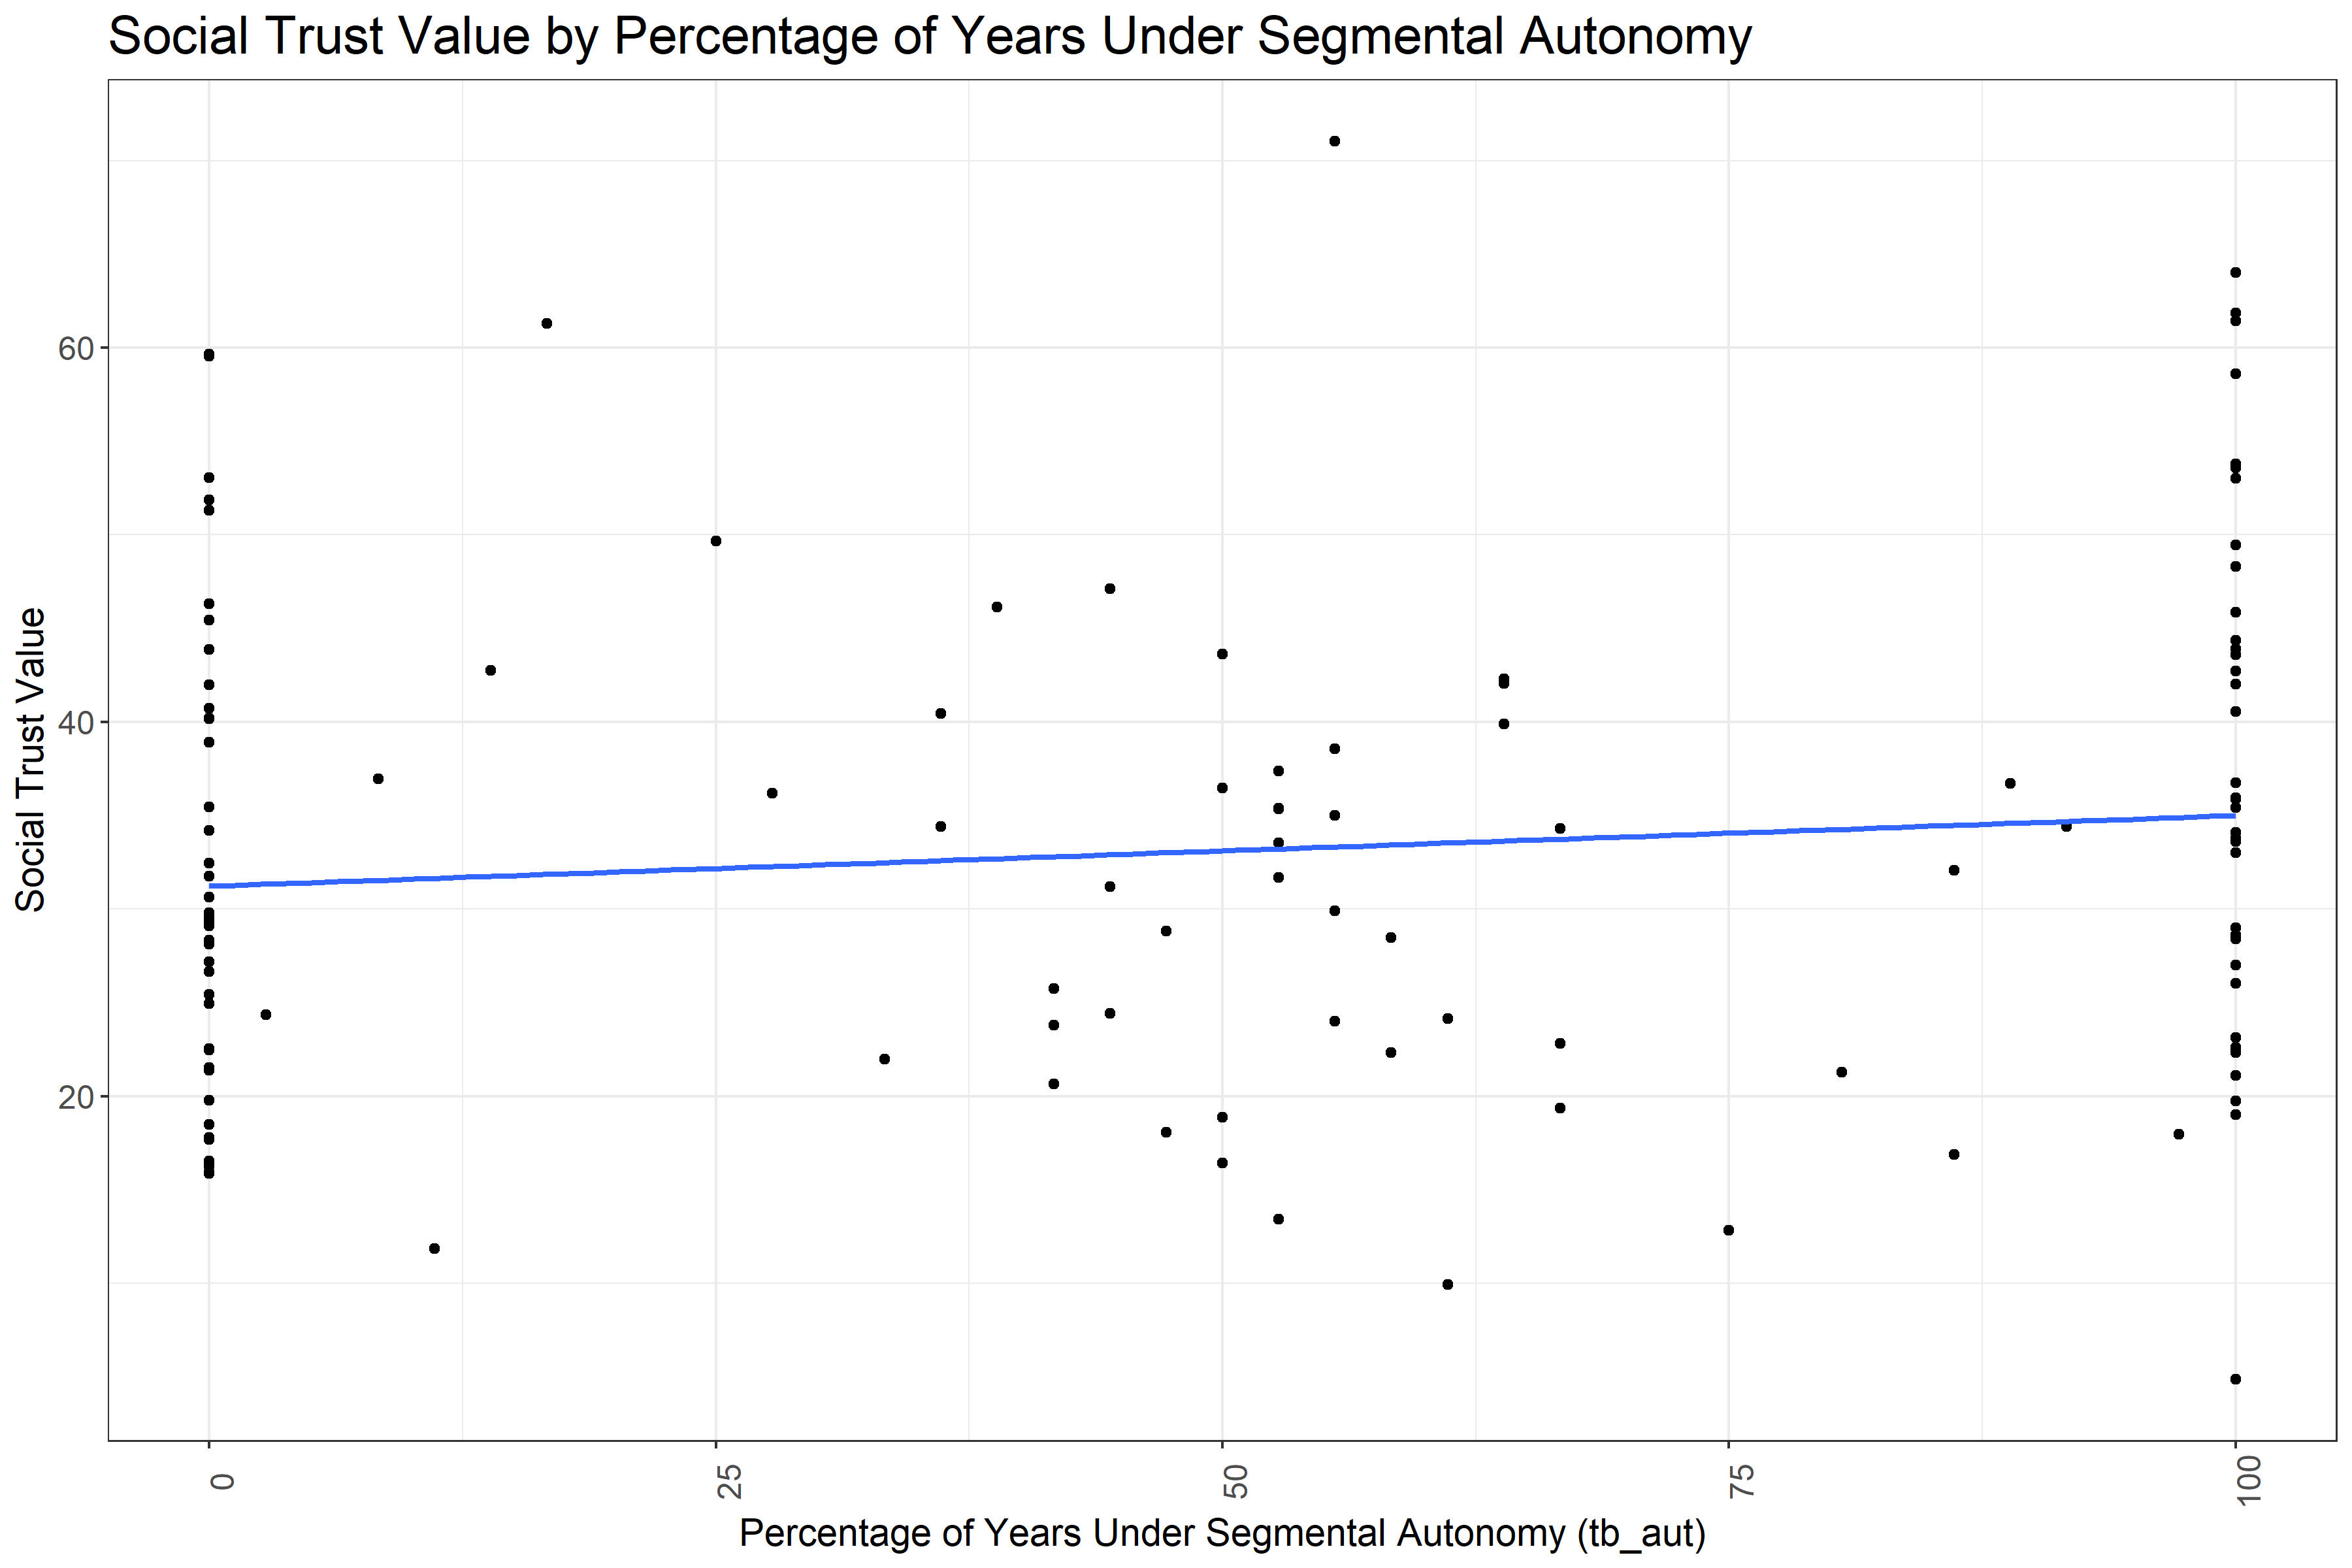 Social Trust Value by Percentage of Years Under Segmental Autonomy
Social Trust Value
60
40
20
0
25
50
75
100
Percentage of Years Under Segmental Autonomy (tb_aut)